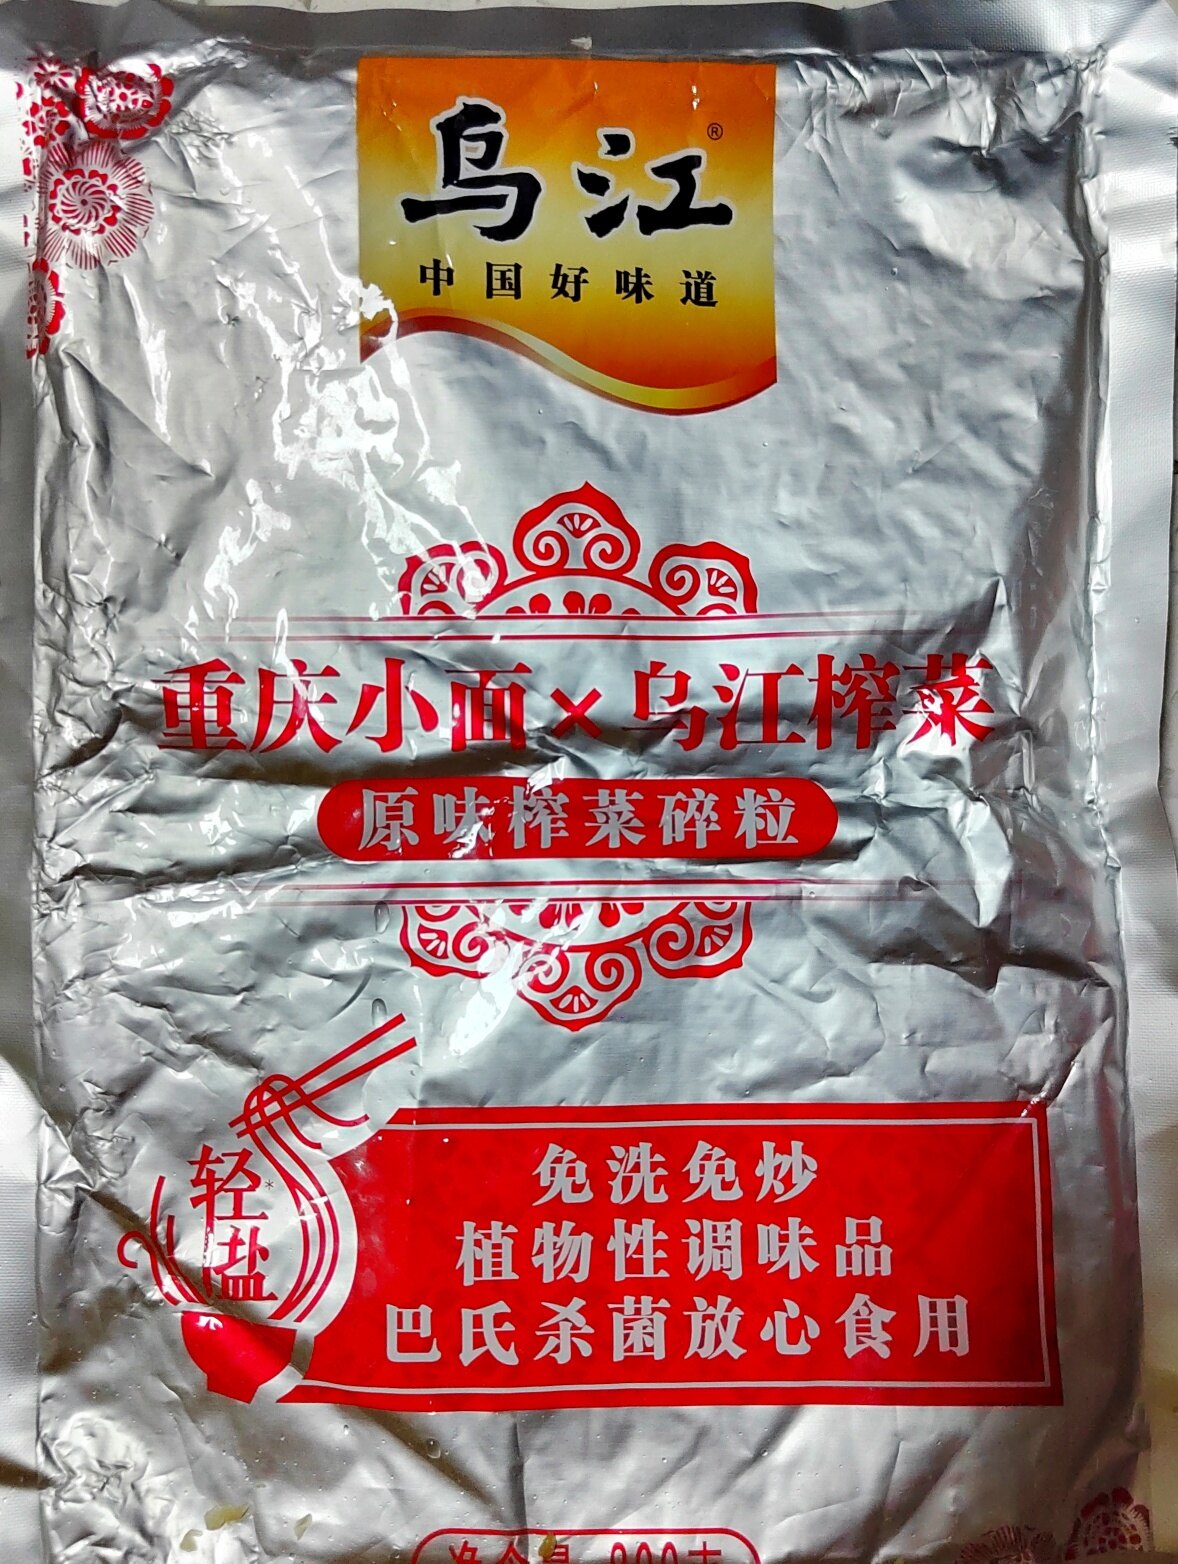 乌江®
中国好味道
重庆小面×乌江榨菜
原味榨菜碎粒
轻*
盐
免洗免炒
植物性调味品
巴氏杀菌放心食用